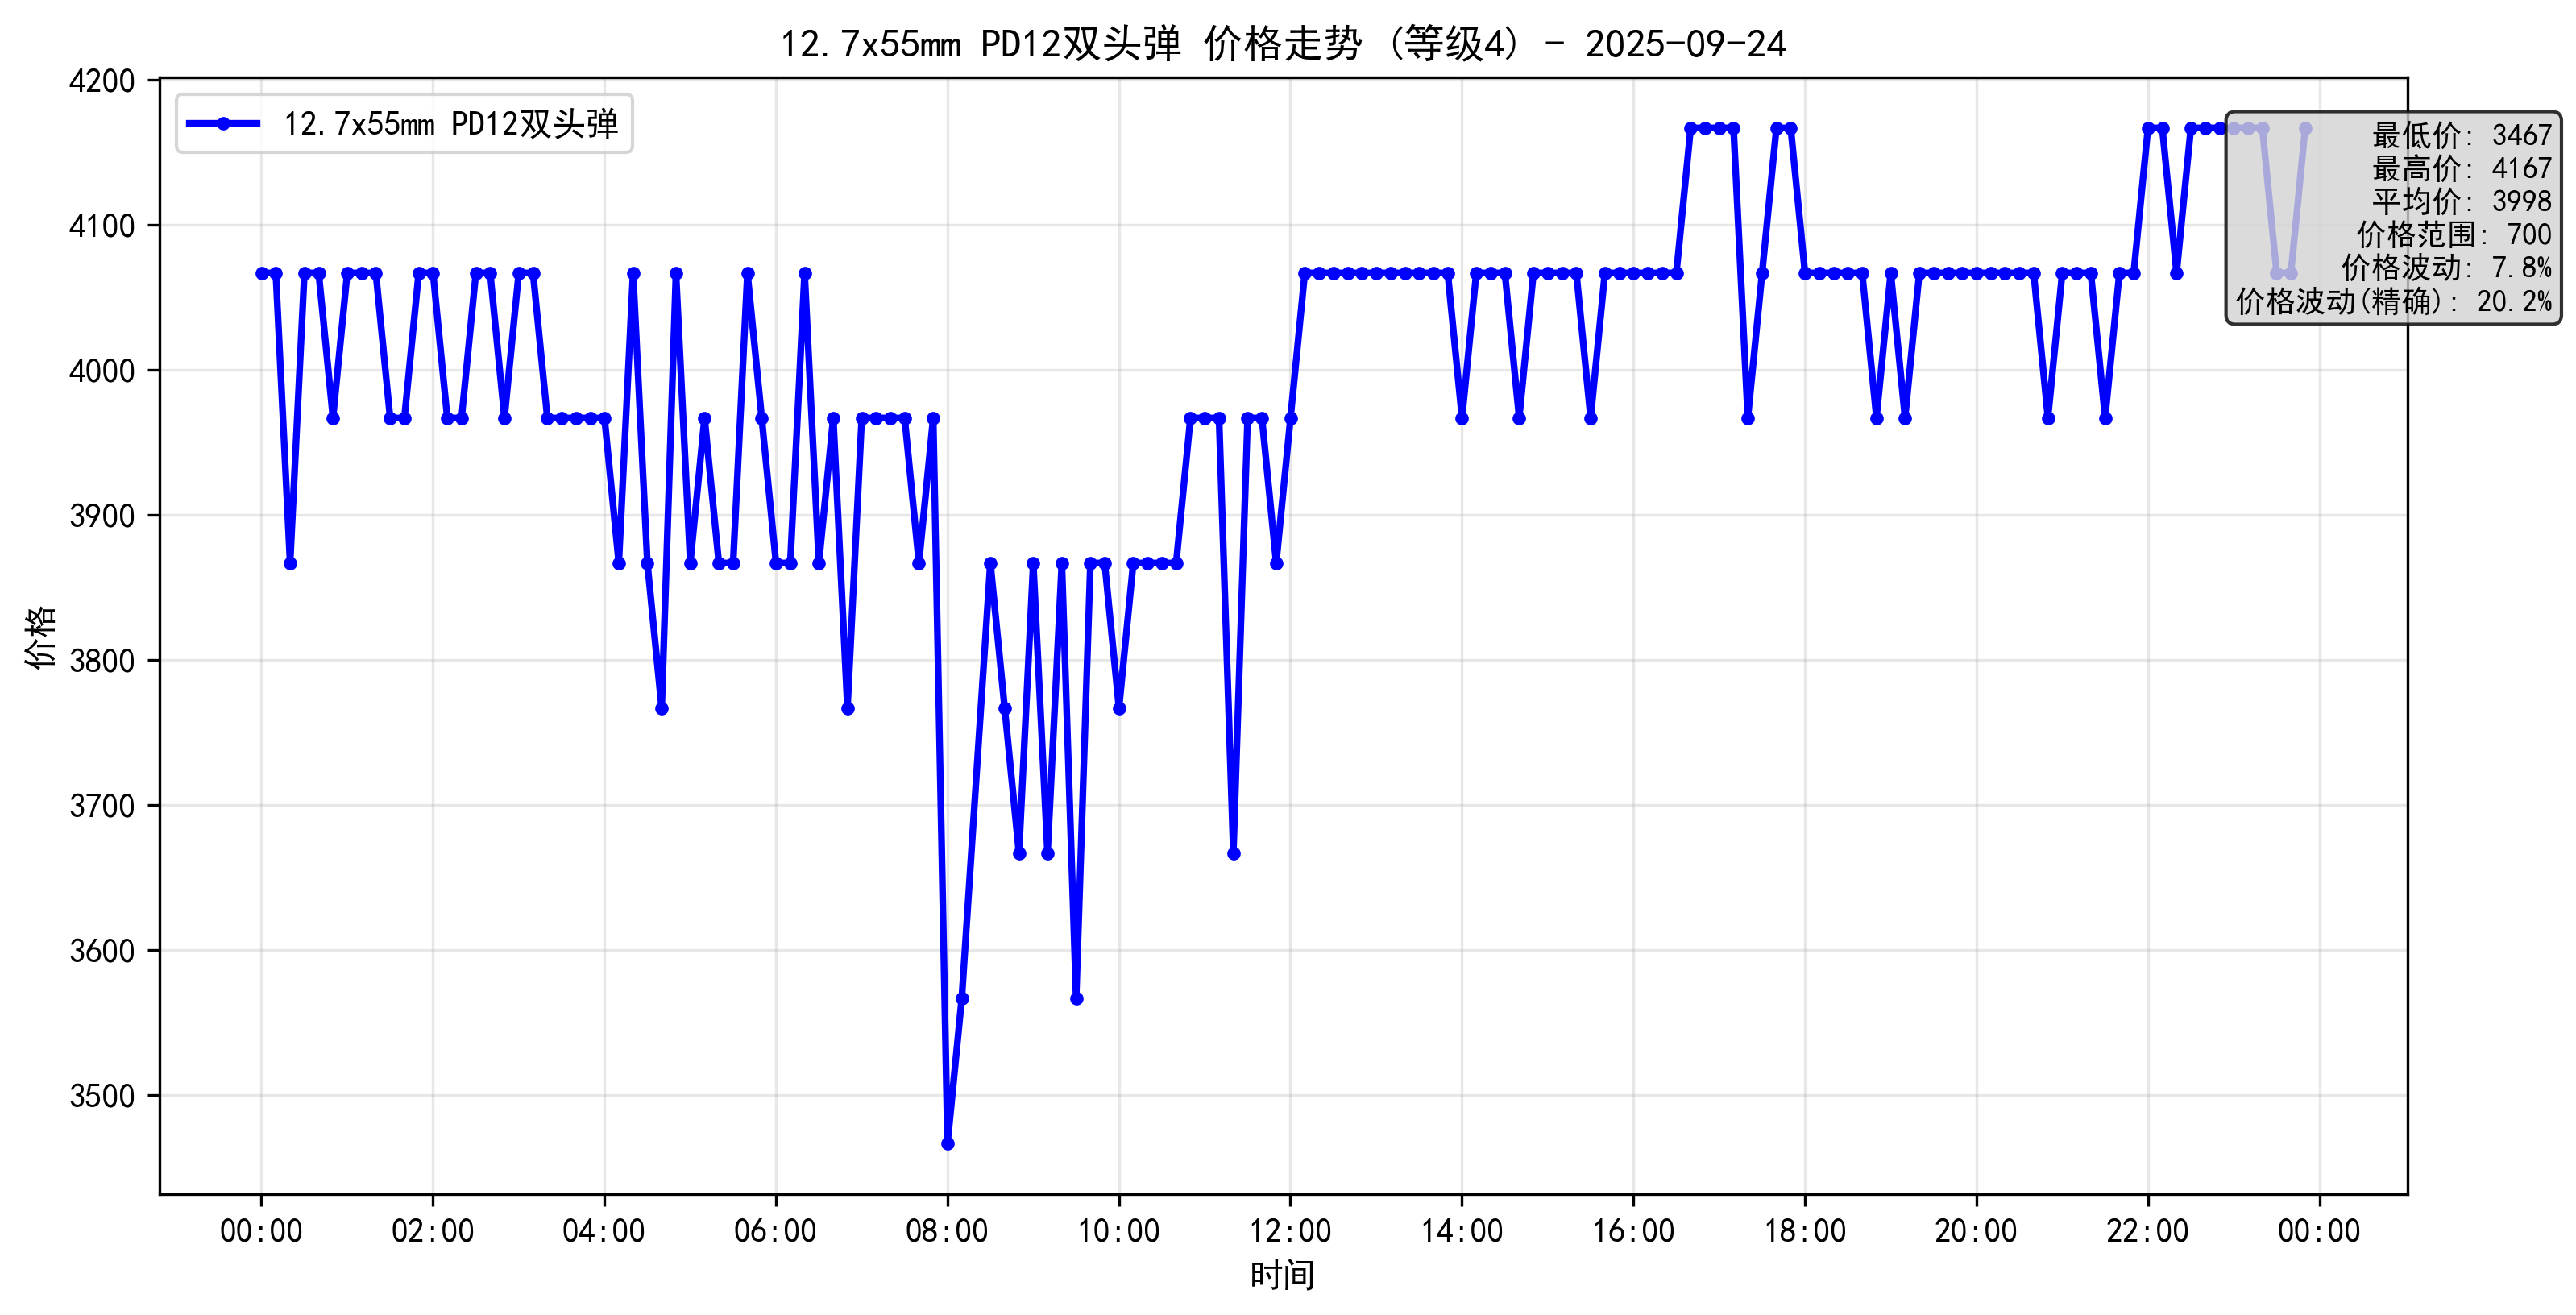 12.7x55mm PD12双头弹 价格走势 (等级4) - 2025-09-24
12.7x55mm PD12双头弹
最低价: 3467
最高价: 4167
平均价: 3998
价格范围: 700
价格波动: 7.8%
价格波动(精确): 20.2%
价格
4200
4100
4000
3900
3800
3700
3600
3500
00:00 02:00 04:00 06:00 08:00 10:00 12:00 14:00 16:00 18:00 20:00 22:00 00:00
时间